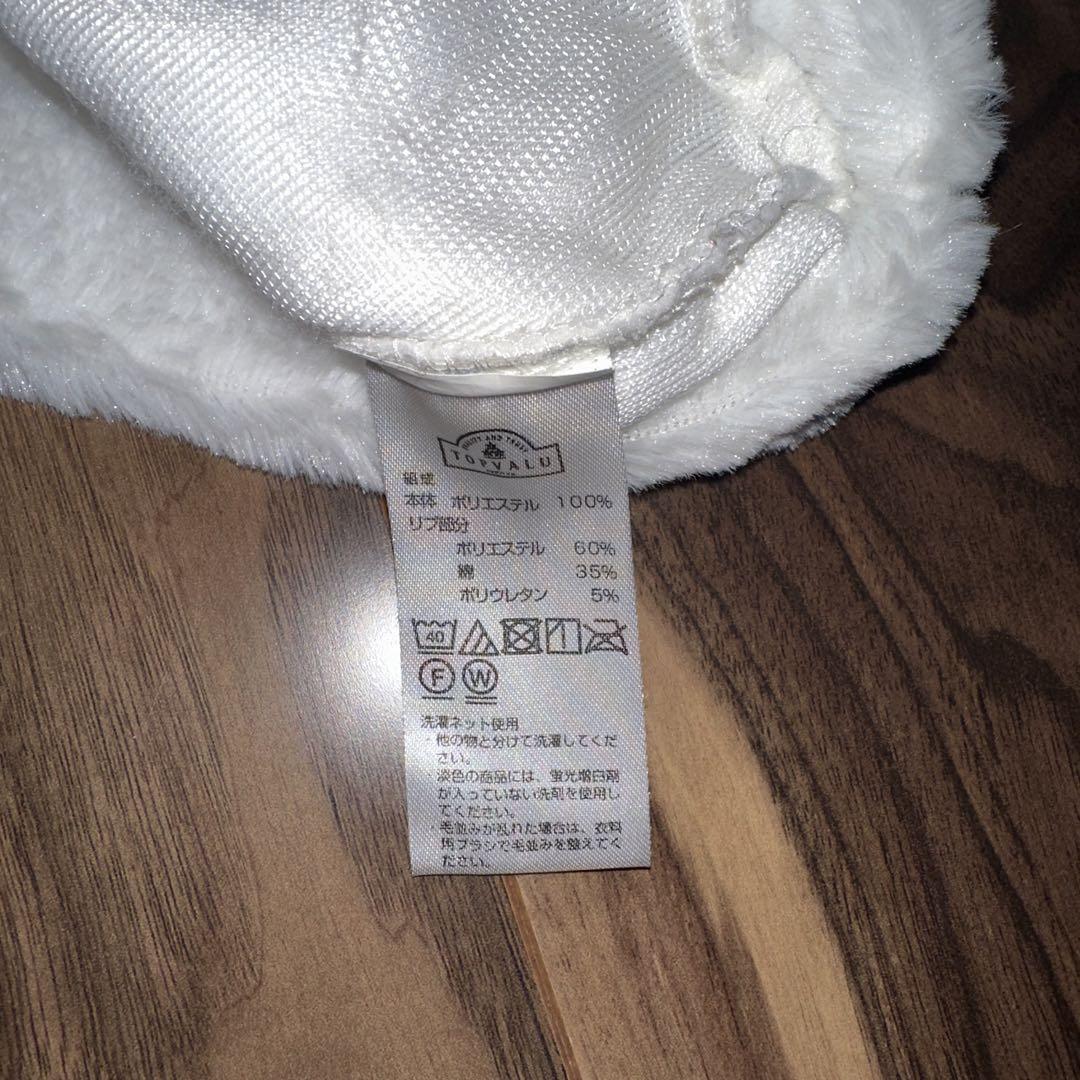 QUALITY AND TRUST
TOPVALU
組成
本体 ポリエステル 100%
リブ部分
ポリエステル 60%
綿 35%
ポリウレタン 5%
40
F W
洗濯ネット使用
・他の物と分けて洗濯してくだ
さい。
・淡色の商品には、蛍光増白剤
が入っていない洗剤を使用し
てください。
・毛並みが乱れた場合は、衣料
用ブラシで毛並みを整えてく
ださい。